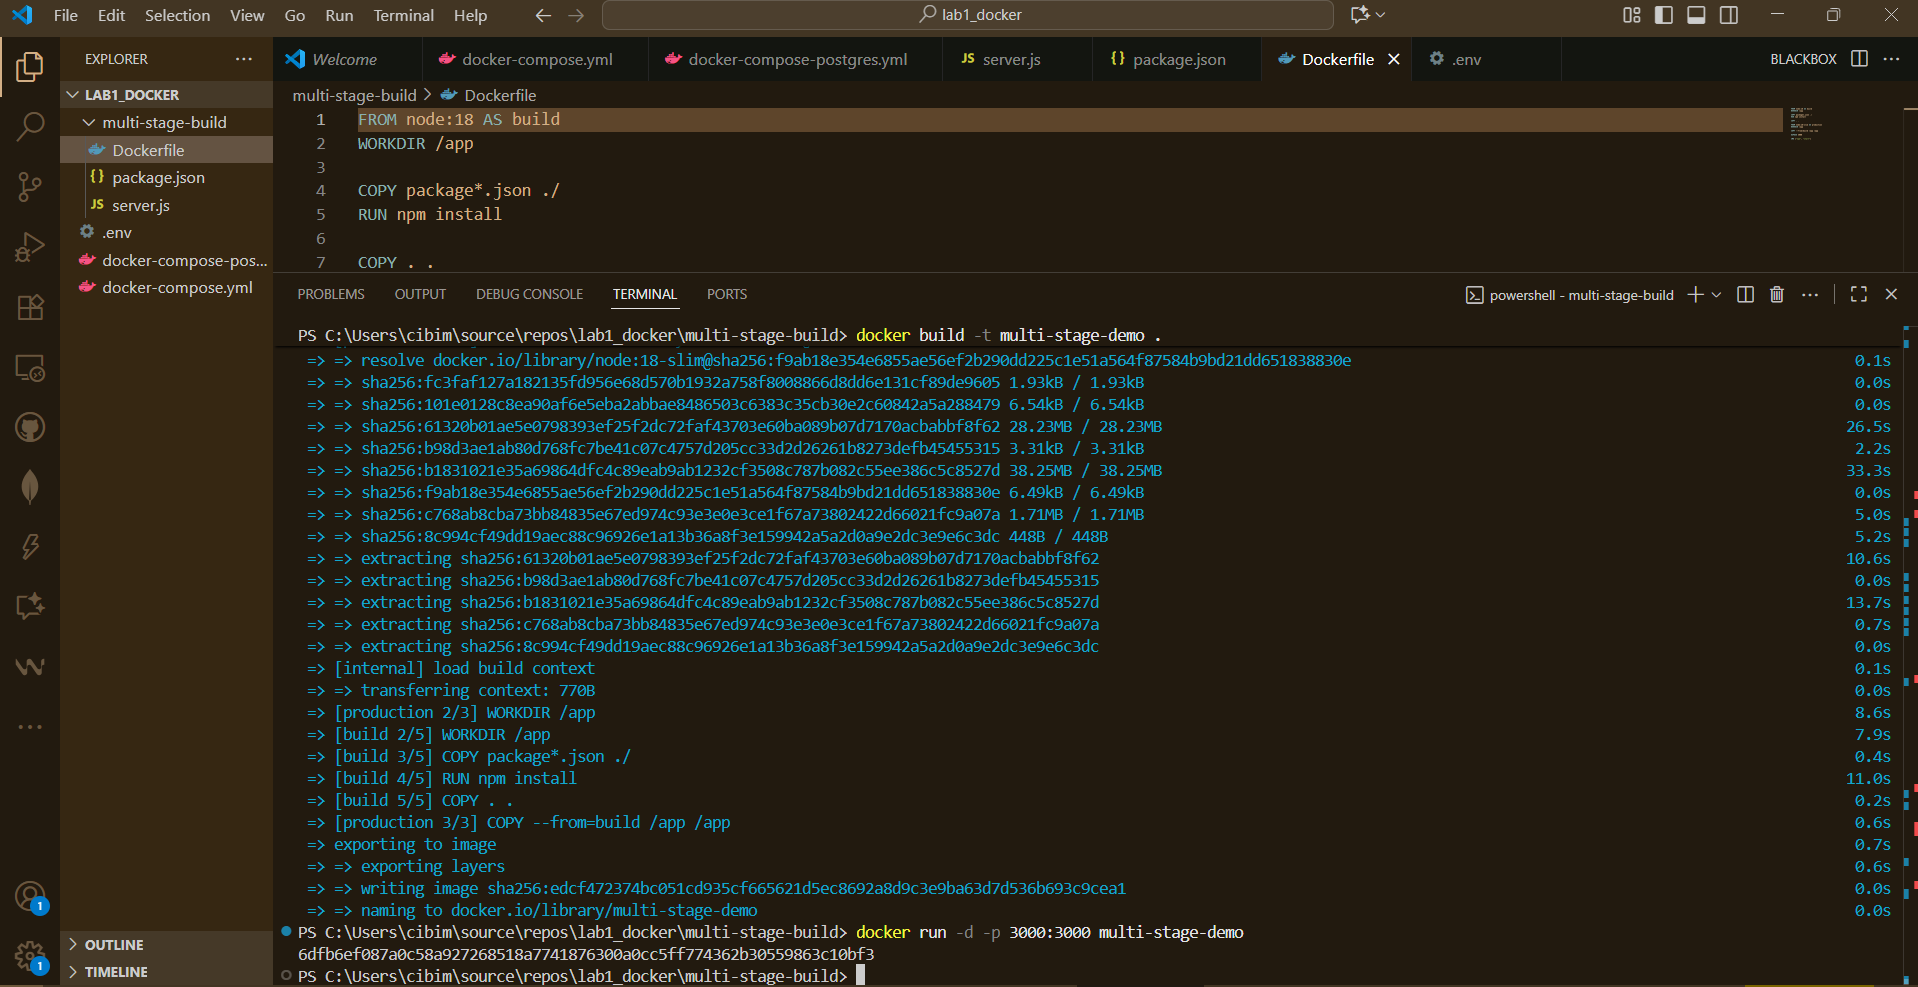 File Edit Selection View Go Run Terminal Help
lab1_docker
EXPLORER
LAB1_DOCKER
multi-stage-build
Dockerfile
package.json
server.js
.env
docker-compose-pos...
docker-compose.yml
OUTLINE
TIMELINE
1
1
Welcome docker-compose.yml docker-compose-postgres.yml server.js package.json Dockerfile .env BLACKBOX
multi-stage-build > Dockerfile
1 FROM node:18 AS build
2 WORKDIR /app
3
4 COPY package*.json ./
5 RUN npm install
6
7 COPY . .
PROBLEMS OUTPUT DEBUG CONSOLE TERMINAL PORTS powershell - multi-stage-build
PS C:\Users\cibim\source\repos\lab1_docker\multi-stage-build> docker build -t multi-stage-demo .
=> => resolve docker.io/library/node:18-slim@sha256:f9ab18e354e6855ae56ef2b290dd225c1e51a564f87584b9bd21dd651838830e 0.1s
=> => sha256:fc3faf127a182135fd956e68d570b1932a758f8008866d8dd6e131cf89de9605 1.93kB / 1.93kB 0.0s
=> => sha256:101e0128c8ea90af6e5eba2abbae8486503c6383c35cb30e2c60842a5a288479 6.54kB / 6.54kB 0.0s
=> => sha256:61320b01ae5e0798393ef25f2dc72faf43703e60ba089b07d7170acbabbf8f62 28.23MB / 28.23MB 26.5s
=> => sha256:b98d3ae1ab80d768fc7be41c07c4757d205cc33d2d26261b8273defb45455315 3.31kB / 3.31kB 2.2s
=> => sha256:b1831021e35a69864dfc4c89eab9ab1232cf3508c787b082c55ee386c5c8527d 38.25MB / 38.25MB 33.3s
=> => sha256:f9ab18e354e6855ae56ef2b290dd225c1e51a564f87584b9bd21dd651838830e 6.49kB / 6.49kB 0.0s
=> => sha256:c768ab8cba73bb84835e67ed974c93e3e0e3ce1f67a73802422d66021fc9a07a 1.71MB / 1.71MB 5.0s
=> => sha256:8c994cf49dd19aec88c96926e1a13b36a8f3e159942a5a2d0a9e2dc3e9e6c3dc 448B / 448B 5.2s
=> => extracting sha256:61320b01ae5e0798393ef25f2dc72faf43703e60ba089b07d7170acbabbf8f62 10.6s
=> => extracting sha256:b98d3ae1ab80d768fc7be41c07c4757d205cc33d2d26261b8273defb45455315 0.0s
=> => extracting sha256:b1831021e35a69864dfc4c89eab9ab1232cf3508c787b082c55ee386c5c8527d 13.7s
=> => extracting sha256:c768ab8cba73bb84835e67ed974c93e3e0e3ce1f67a73802422d66021fc9a07a 0.7s
=> => extracting sha256:8c994cf49dd19aec88c96926e1a13b36a8f3e159942a5a2d0a9e2dc3e9e6c3dc 0.0s
=> [internal] load build context 0.1s
=> => transferring context: 770B 0.0s
=> [production 2/3] WORKDIR /app 8.6s
=> [build 2/5] WORKDIR /app 7.9s
=> [build 3/5] COPY package*.json ./ 0.4s
=> [build 4/5] RUN npm install 11.0s
=> [build 5/5] COPY . . 0.2s
=> [production 3/3] COPY --from=build /app /app 0.6s
=> exporting to image 0.7s
=> => exporting layers 0.6s
=> => writing image sha256:edcf472374bc051cd935cf665621d5ec8692a8d9c3e9ba63d7d536b693c9cea1 0.0s
=> => naming to docker.io/library/multi-stage-demo 0.0s
PS C:\Users\cibim\source\repos\lab1_docker\multi-stage-build> docker run -d -p 3000:3000 multi-stage-demo
6dfb6ef087a0c58a927268518a7741876300a0cc5ff774362b30559863c10bf3
PS C:\Users\cibim\source\repos\lab1_docker\multi-stage-build>